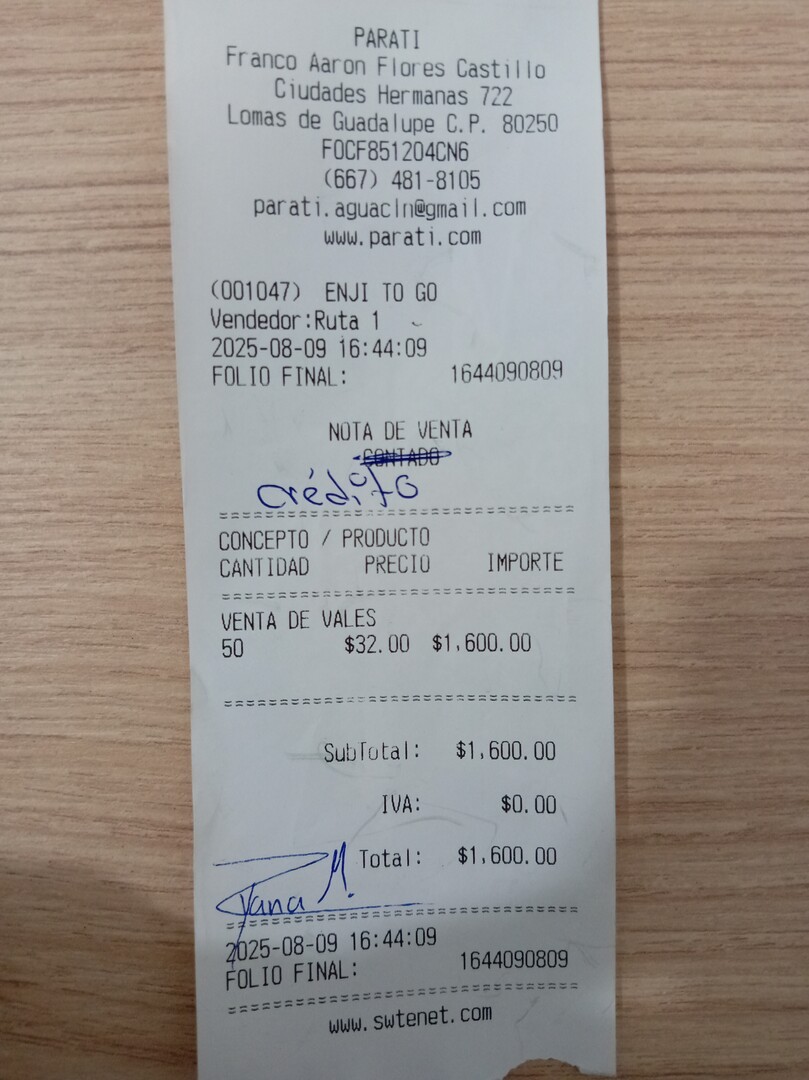 PARATI
Franco Aaron Flores Castillo
Ciudades Hermanas 722
Lomas de Guadalupe C.P. 80250
FOCF851204CN6
(667) 481-8105
parati.aguacln@gmail.com
www.parati.com
(001047) ENJI TO GO
Vendedor:Ruta 1
2025-08-09 16:44:09
FOLIO FINAL: 1644090809
NOTA DE VENTA
CONTADO
crédito
CONCEPTO / PRODUCTO
CANTIDAD PRECIO IMPORTE
VENTA DE VALES
50 $32.00 $1,600.00
SubTotal: $1,600.00
IVA: $0.00
Total: $1,600.00
M.
2025-08-09 16:44:09
FOLIO FINAL: 1644090809
www.swtenet.com